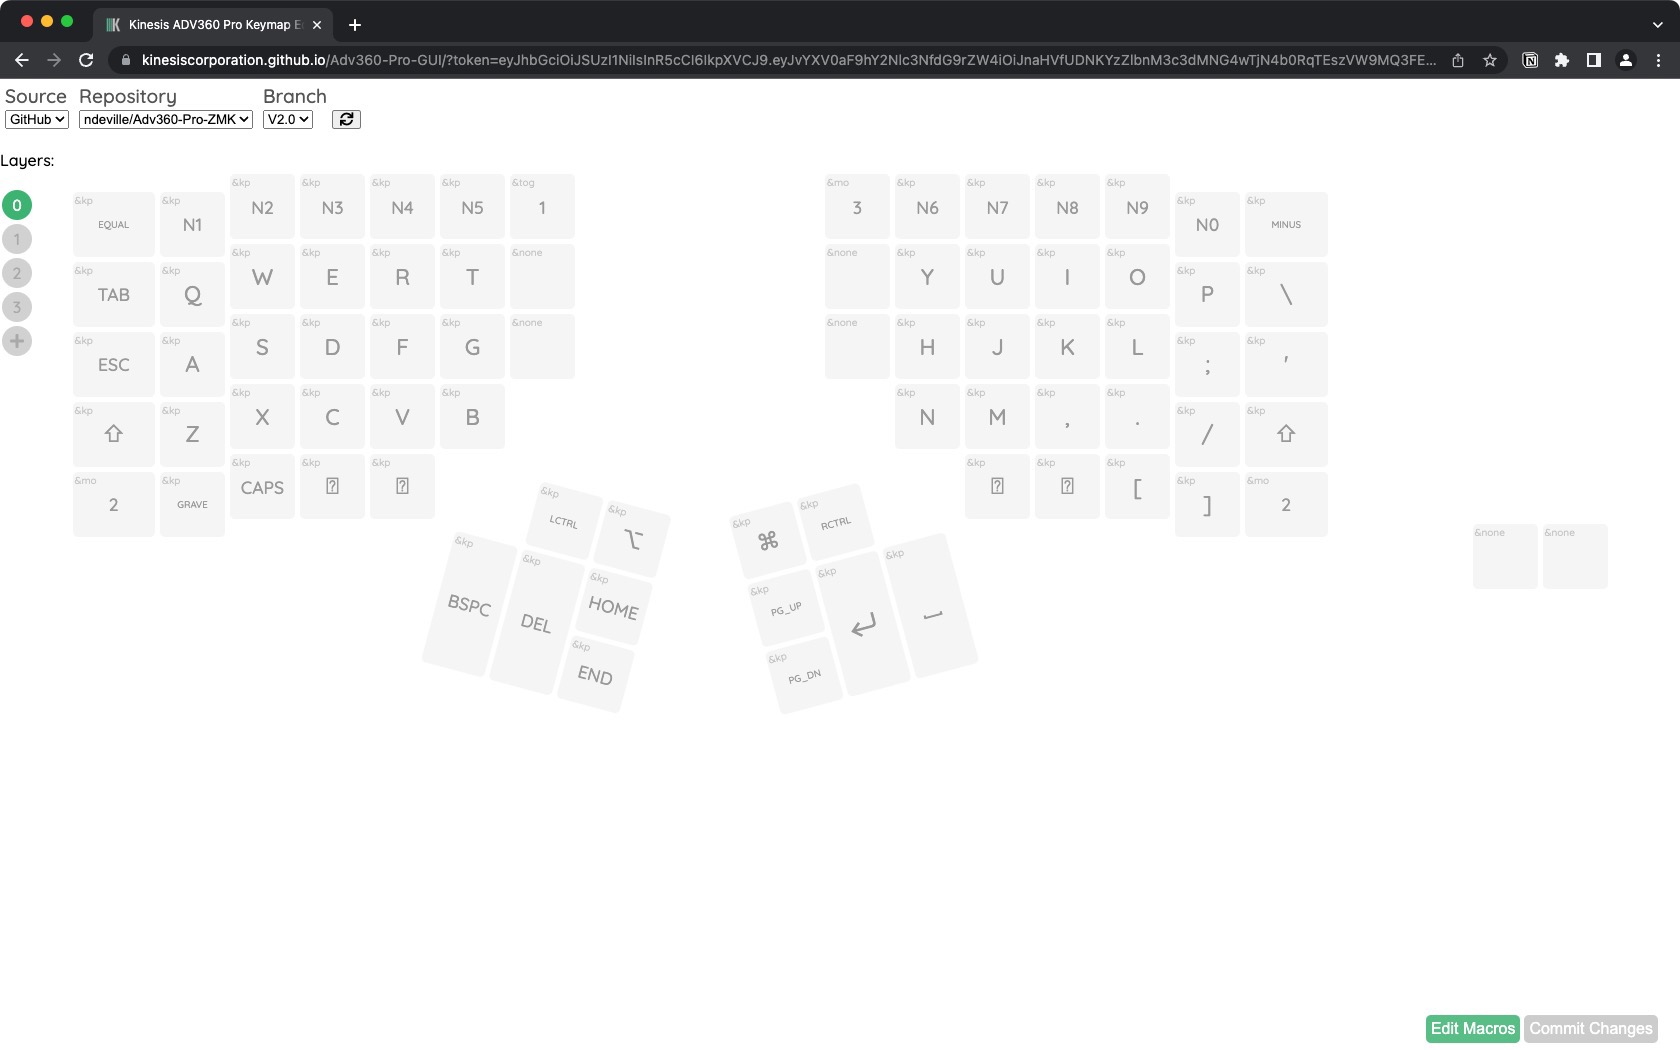 Kinesis ADV360 Pro Keymap E
kinesiscorporation.github.io/Adv360-Pro-GUI/?token=
Source Repository Branch
GitHub ndeville/Adv360-Pro-ZMK V2.0
Layers:
0
1
2
3
+
&kp &kp &kp &kp &tog &mo &kp &kp &kp &kp
N2 N3 N4 N5 1 3 N6 N7 N8 N9
&kp &kp &kp &kp
EQUAL N1 N0 MINUS
&kp &kp &kp &kp &none &none &kp &kp &kp &kp
W E R T Y U I O
&kp &kp &kp &kp
TAB Q P \
&kp &kp &kp &kp &none &none &kp &kp &kp &kp
S D F G H J K L
&kp &kp &kp &kp
ESC A ; '
&kp &kp &kp &kp &kp &kp &kp &kp
X C V B N M , .
&kp &kp &kp &kp
⇧ Z / ⇧
&kp &kp &kp &kp &kp &kp
CAPS [
&mo &kp &kp &mo
2 GRAVE ] 2
&kp &kp &kp &kp
LCTRL ⌥ ⌘ RCTRL
&kp &kp &kp &kp &kp &kp
BSPC DEL HOME PG_UP ↵ ⎵
&kp &kp
END PG_DN
&none &none
Edit Macros Commit Changes